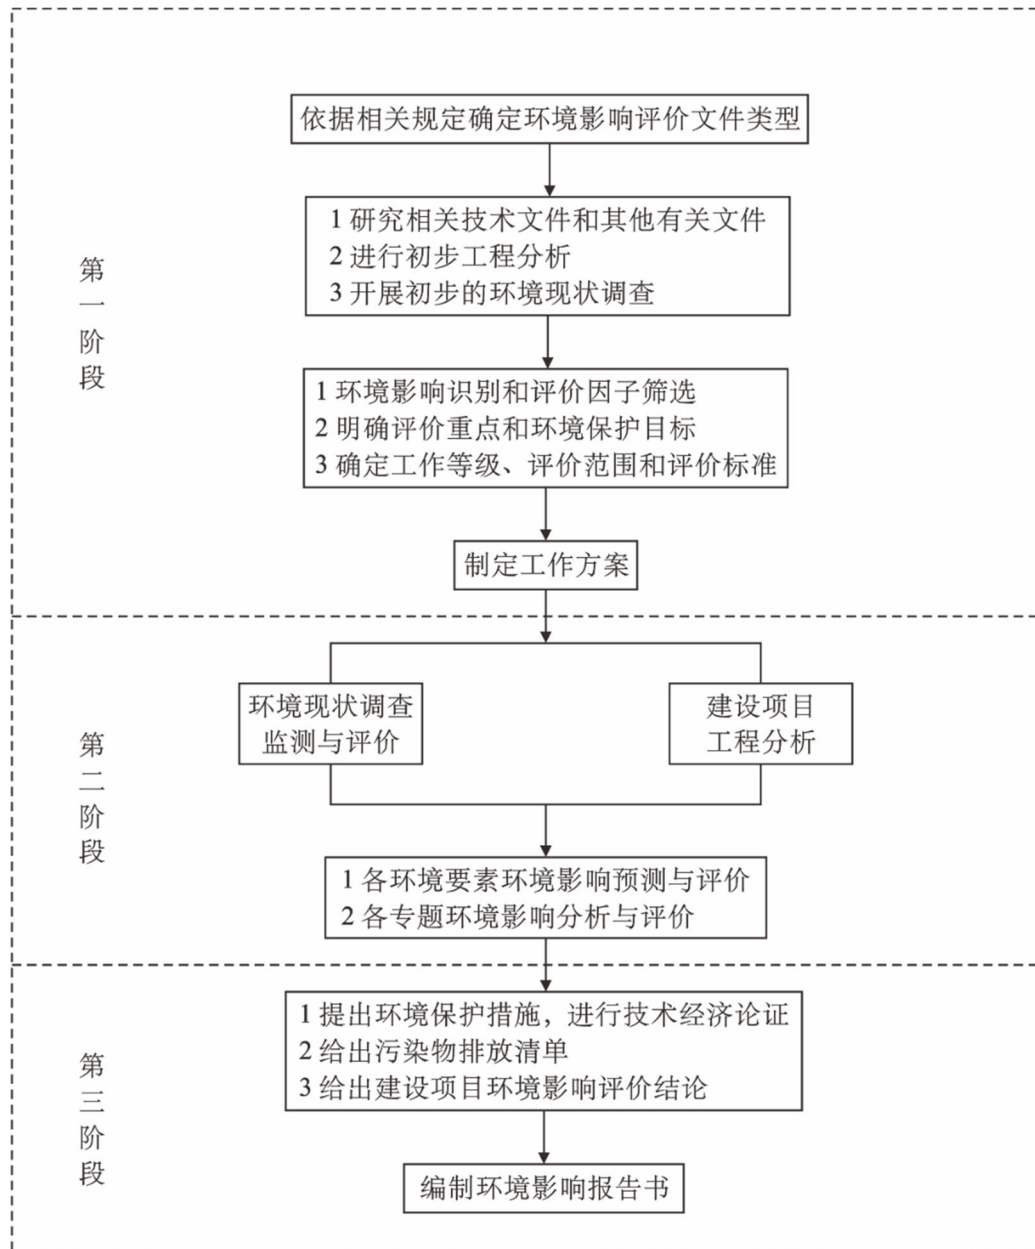 依据相关规定确定环境影响评价文件类型
1 研究相关技术文件和其他有关文件
2 进行初步工程分析
3 开展初步的环境现状调查
第一阶段
1 环境影响识别和评价因子筛选
2 明确评价重点和环境保护目标
3 确定工作等级、评价范围和评价标准
制定工作方案
第二阶段
环境现状调查
监测与评价
建设项目
工程分析
1 各环境要素环境影响预测与评价
2 各专题环境影响分析与评价
第三阶段
1 提出环境保护措施，进行技术经济论证
2 给出污染物排放清单
3 给出建设项目环境影响评价结论
编制环境影响报告书